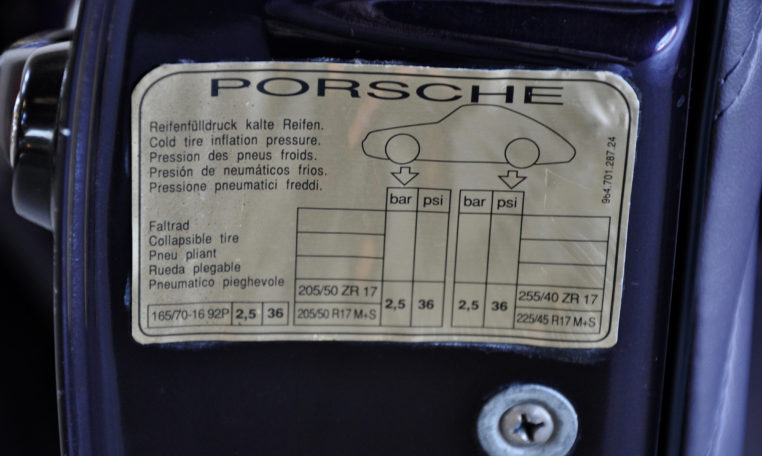 PORSCHE
Reifenfülldruck kalte Reifen.
Cold tire inflation pressure.
Pression des pneus froids.
Presión de neumáticos frios.
Pressione pneumatici freddi.
964.701.287.24
bar psi bar psi
Faltrad
Collapsible tire
Pneu pliant
Rueda plegable
Pneumatico pieghevole
205/50 ZR 17 2,5 36 2,5 36 255/40 ZR 17
165/70-16 92P 2,5 36 205/50 R17 M+S 225/45 R17 M+S